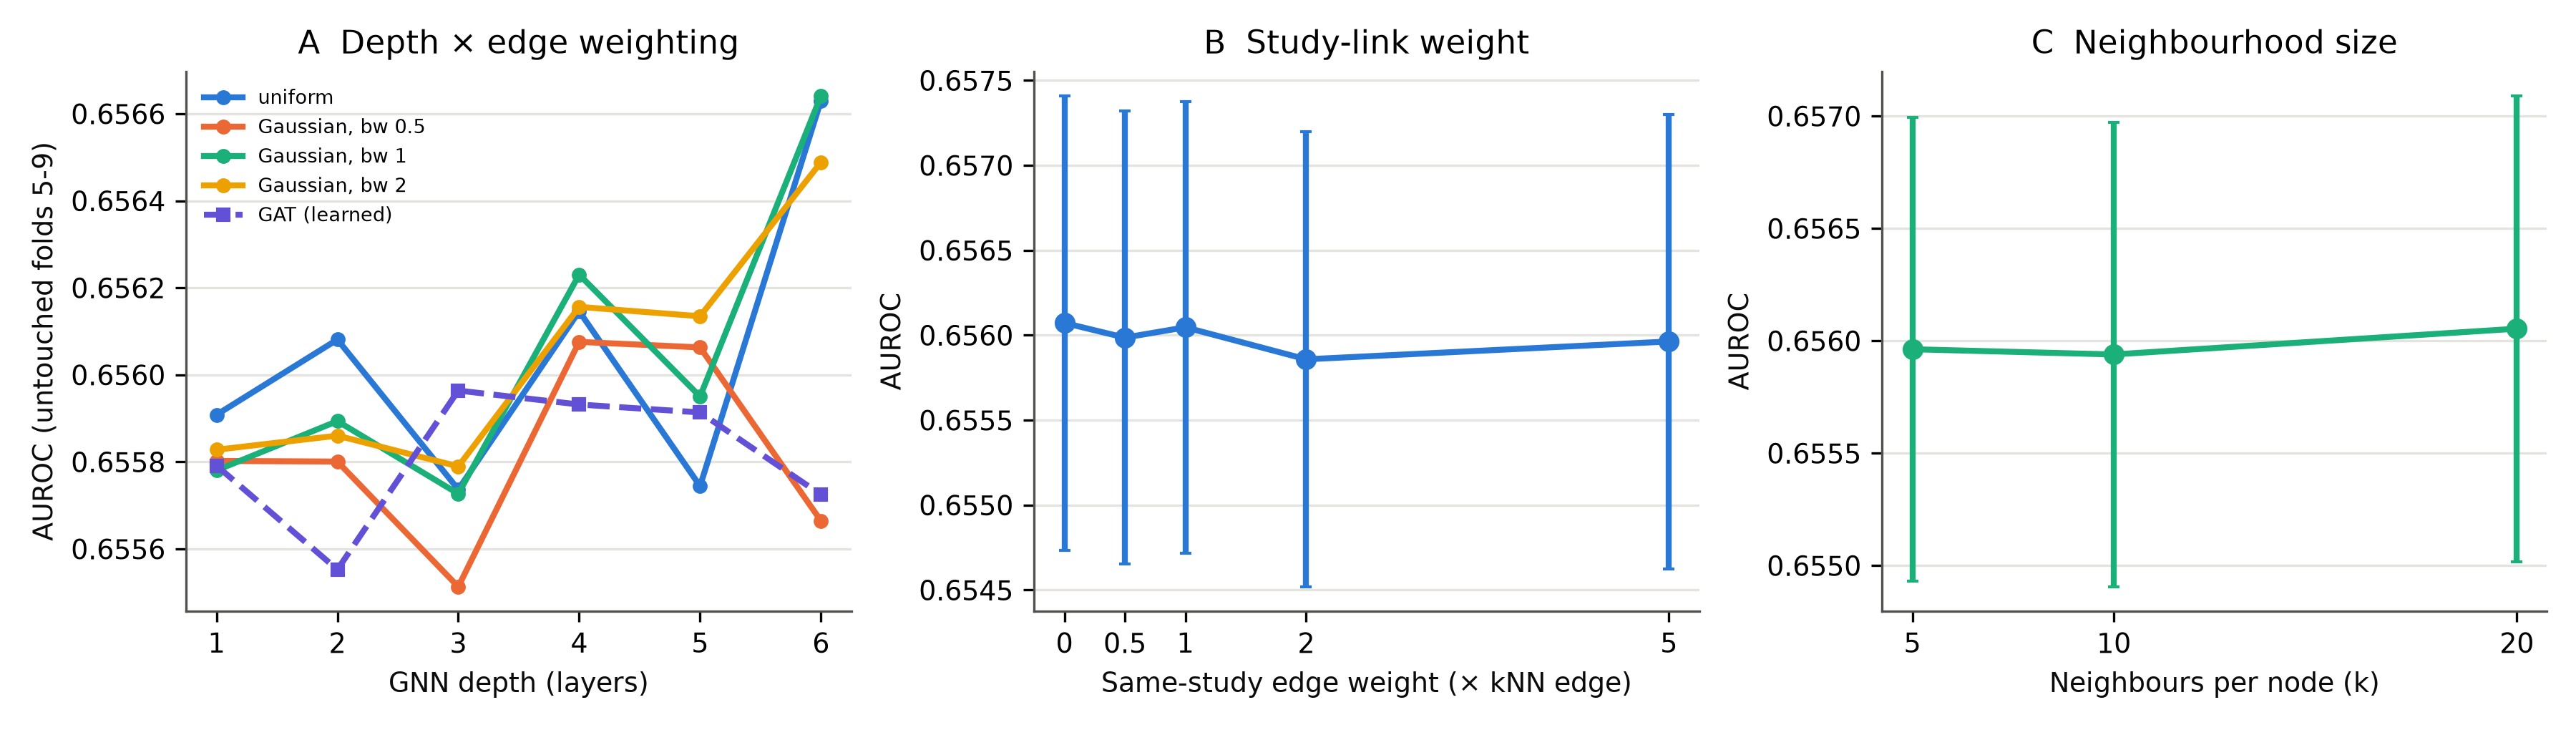 A Depth × edge weighting
AUROC (untouched folds 5-9)
0.6566
0.6564
0.6562
0.6560
0.6558
0.6556
uniform
Gaussian, bw 0.5
Gaussian, bw 1
Gaussian, bw 2
GAT (learned)
1 2 3 4 5 6
GNN depth (layers)
B Study-link weight
AUROC
0.6575
0.6570
0.6565
0.6560
0.6555
0.6550
0.6545
0 0.5 1 2 5
Same-study edge weight (× kNN edge)
C Neighbourhood size
AUROC
0.6570
0.6565
0.6560
0.6555
0.6550
5 10 20
Neighbours per node (k)